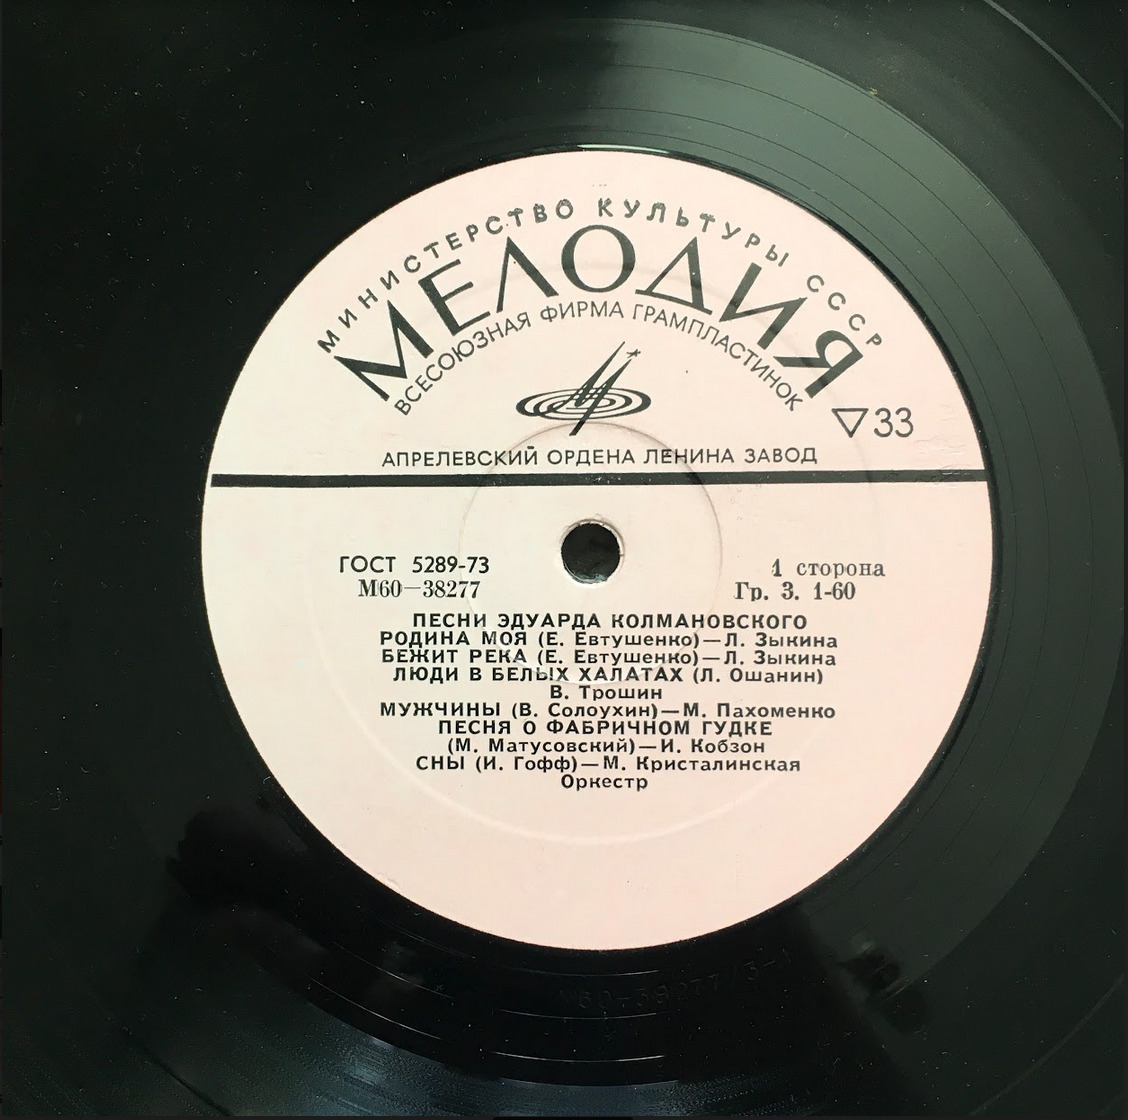 МИНИСТЕРСТВО КУЛЬТУРЫ СССР
МЕЛОДИЯ
ВСЕСОЮЗНАЯ ФИРМА ГРАМПЛАСТИНОК
▽33
АПРЕЛЕВСКИЙ ОРДЕНА ЛЕНИНА ЗАВОД
ГОСТ 5289-73
М60—38277
1 сторона
Гр. 3. 1-60
ПЕСНИ ЭДУАРДА КОЛМАНОВСКОГО
РОДИНА МОЯ (Е. Евтушенко)—Л. Зыкина
БЕЖИТ РЕКА (Е. Евтушенко)—Л. Зыкина
ЛЮДИ В БЕЛЫХ ХАЛАТАХ (Л. Ошанин)
В. Трошин
МУЖЧИНЫ (В. Солоухин)—М. Пахоменко
ПЕСНЯ О ФАБРИЧНОМ ГУДКЕ
(М. Матусовский)—И. Кобзон
СНЫ (И. Гофф)—М. Кристалинская
Оркестр